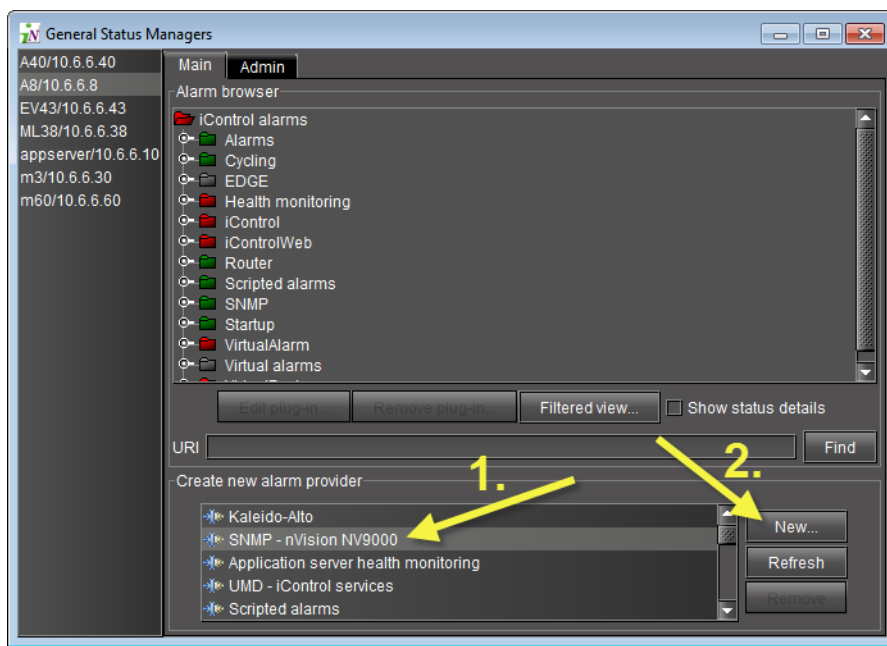 General Status Managers
A40/10.6.6.40
A8/10.6.6.8
EV43/10.6.6.43
ML38/10.6.6.38
appserver/10.6.6.10
m3/10.6.6.30
m60/10.6.6.60
Main Admin
Alarm browser
iControl alarms
Alarms
Cycling
EDGE
Health monitoring
iControl
iControlWeb
Router
Scripted alarms
SNMP
Startup
VirtualAlarm
Virtual alarms
Edit plug-in... Remove plug-in... Filtered view... Show status details
URI Find
1. 2.
Create new alarm provider
Kaleido-Alto
SNMP - nVision NV9000
Application server health monitoring
UMD - iControl services
Scripted alarms
New...
Refresh
Remove